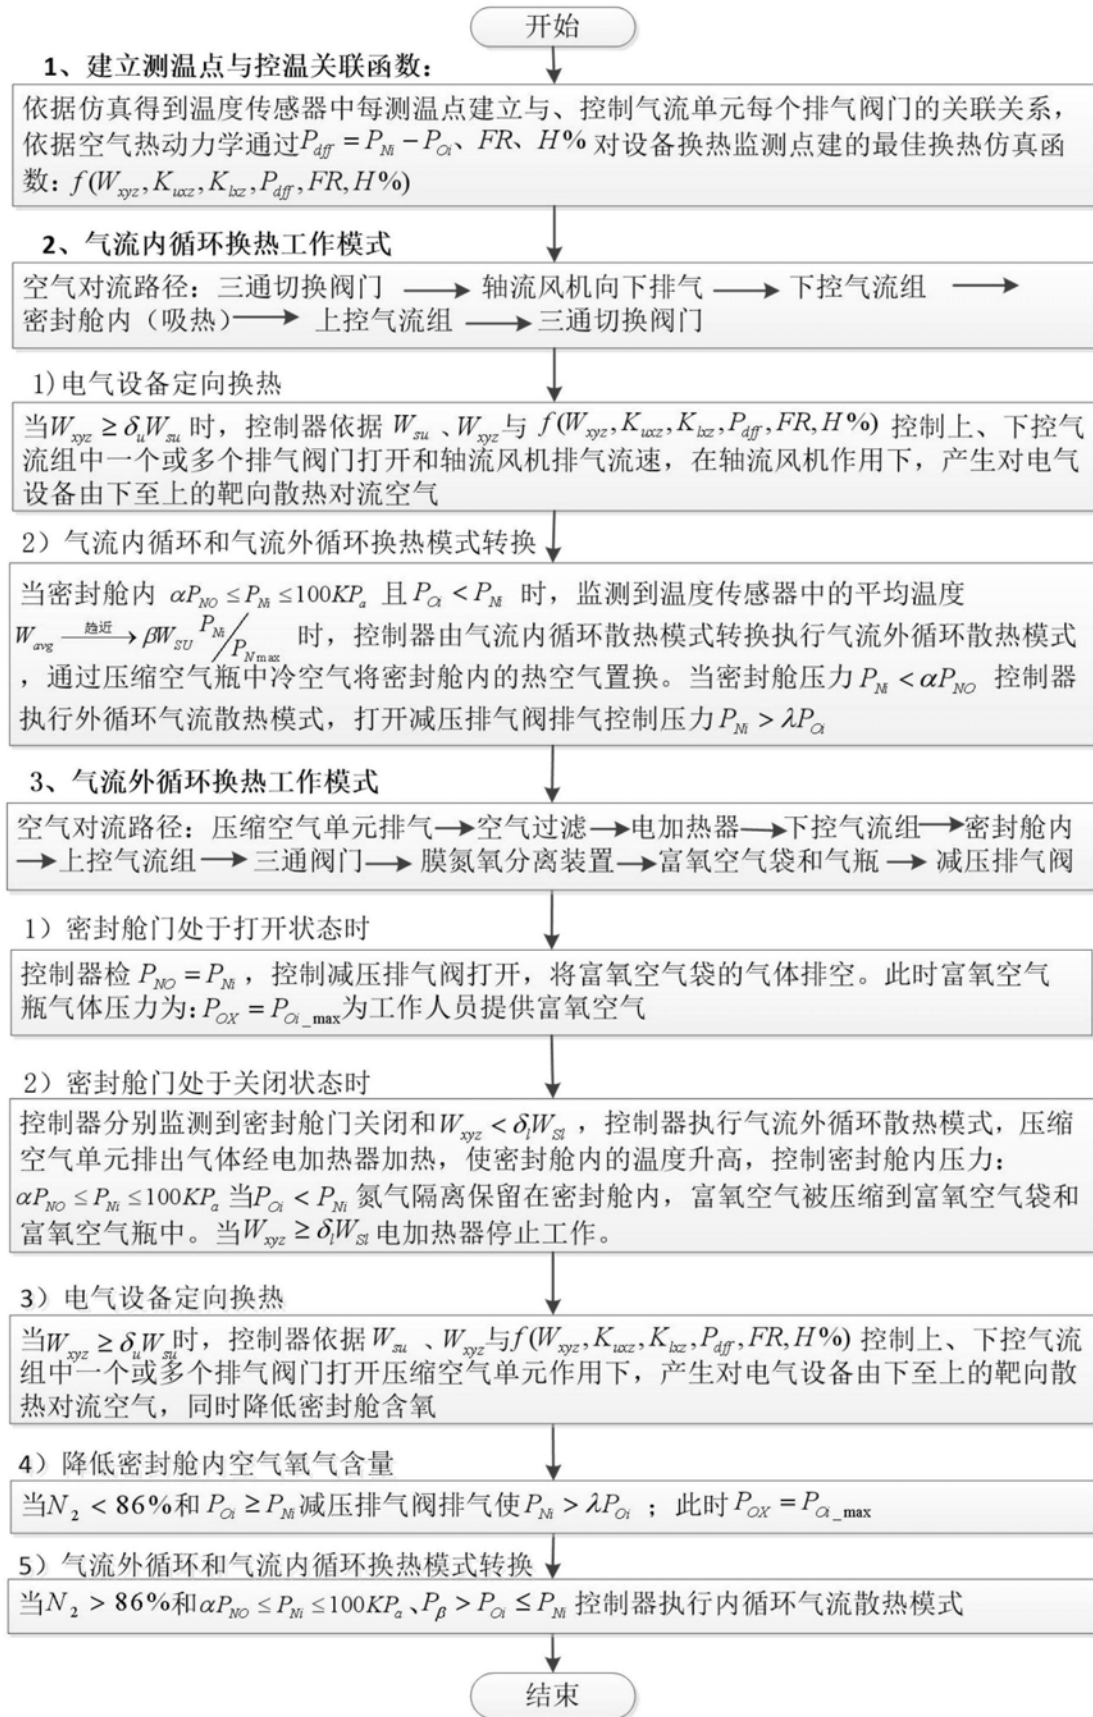 开始
1、建立测温点与控温关联函数：
依据仿真得到温度传感器中每测温点建立与、控制气流单元每个排气阀门的关联关系，
依据空气热动力学通过P_dff = P_Ni − P_Oi、FR、H% 对设备换热监测点建的最佳换热仿真函
数：f(W_xyz, K_uxz, K_lxz, P_dff, FR, H%)
2、气流内循环换热工作模式
空气对流路径：三通切换阀门 → 轴流风机向下排气 → 下控气流组 →
密封舱内（吸热） → 上控气流组 → 三通切换阀门
1)电气设备定向换热
当W_xyz ≥ δ_u W_su 时，控制器依据 W_su 、W_xyz与 f(W_xyz, K_uxz, K_lxz, P_dff, FR, H%) 控制上、下控气
流组中一个或多个排气阀门打开和轴流风机排气流速，在轴流风机作用下，产生对电气
设备由下至上的靶向散热对流空气
2）气流内循环和气流外循环换热模式转换
当密封舱内 αP_NO ≤ P_Ni ≤ 100KP_a 且 P_Oi < P_Ni 时，监测到温度传感器中的平均温度
W_avg —趋近→ βW_SU P_Ni/P_Nmax 时，控制器由气流内循环散热模式转换执行气流外循环散热模式
，通过压缩空气瓶中冷空气将密封舱内的热空气置换。当密封舱压力 P_Ni < αP_NO 控制器
执行外循环气流散热模式，打开减压排气阀排气控制压力 P_Ni > λP_Oi
3、气流外循环换热工作模式
空气对流路径：压缩空气单元排气→空气过滤→电加热器→下控气流组→密封舱内
→上控气流组→三通阀门→膜氮氧分离装置→富氧空气袋和气瓶→ 减压排气阀
1）密封舱门处于打开状态时
控制器检 P_NO = P_Ni ，控制减压排气阀打开，将富氧空气袋的气体排空。此时富氧空气
瓶气体压力为：P_OX = P_Oi_max为工作人员提供富氧空气
2）密封舱门处于关闭状态时
控制器分别监测到密封舱门关闭和W_xyz < δ_l W_Sl ，控制器执行气流外循环散热模式，压缩
空气单元排出气体经电加热器加热，使密封舱内的温度升高，控制密封舱内压力：
αP_NO ≤ P_Ni ≤ 100KP_a 当P_Oi < P_Ni 氮气隔离保留在密封舱内，富氧空气被压缩到富氧空气袋和
富氧空气瓶中。当W_xyz ≥ δ_l W_Sl 电加热器停止工作。
3）电气设备定向换热
当W_xyz ≥ δ_u W_su时，控制器依据 W_su 、W_xyz与f(W_xyz, K_uxz, K_lxz, P_dff, FR, H%) 控制上、下控气流
组中一个或多个排气阀门打开压缩空气单元作用下，产生对电气设备由下至上的靶向散
热对流空气，同时降低密封舱含氧
4）降低密封舱内空气氧气含量
当N_2 < 86%和 P_Oi ≥ P_Ni减压排气阀排气使P_Ni > λP_Oi ；此时 P_OX = P_Oi_max
5）气流外循环和气流内循环换热模式转换
当N_2 > 86%和αP_NO ≤ P_Ni ≤ 100KP_a、P_β > P_Oi ≤ P_Ni 控制器执行内循环气流散热模式
结束